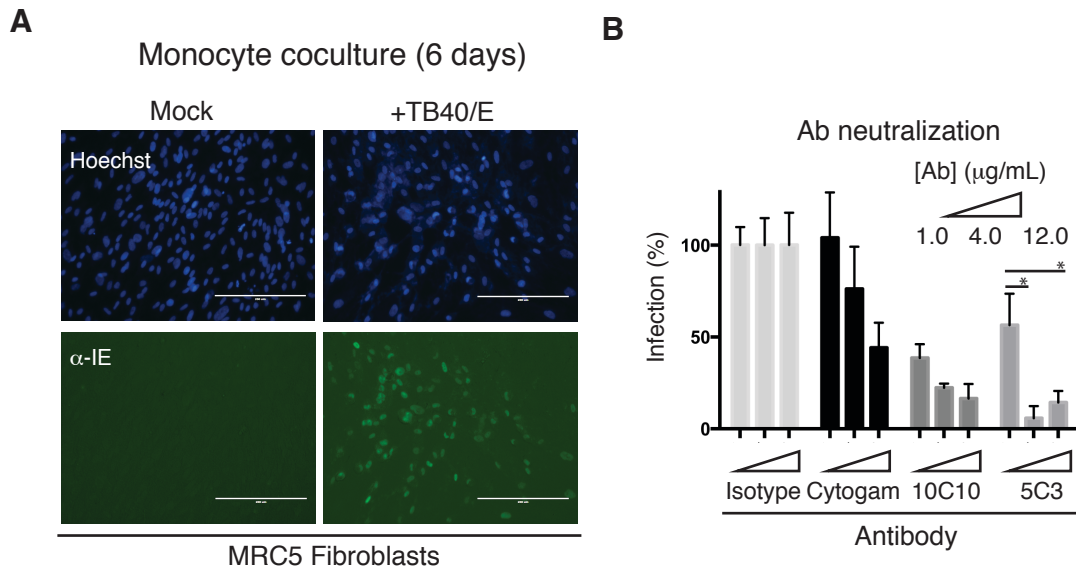 A
Monocyte coculture (6 days)
Mock
+TB40/E
Hoechst
α-IE
MRC5 Fibroblasts
B
Ab neutralization
[Ab] (μg/mL)
1.0 4.0 12.0
Infection (%)
100
50
0
*
*
Isotype Cytogam 10C10 5C3
Antibody